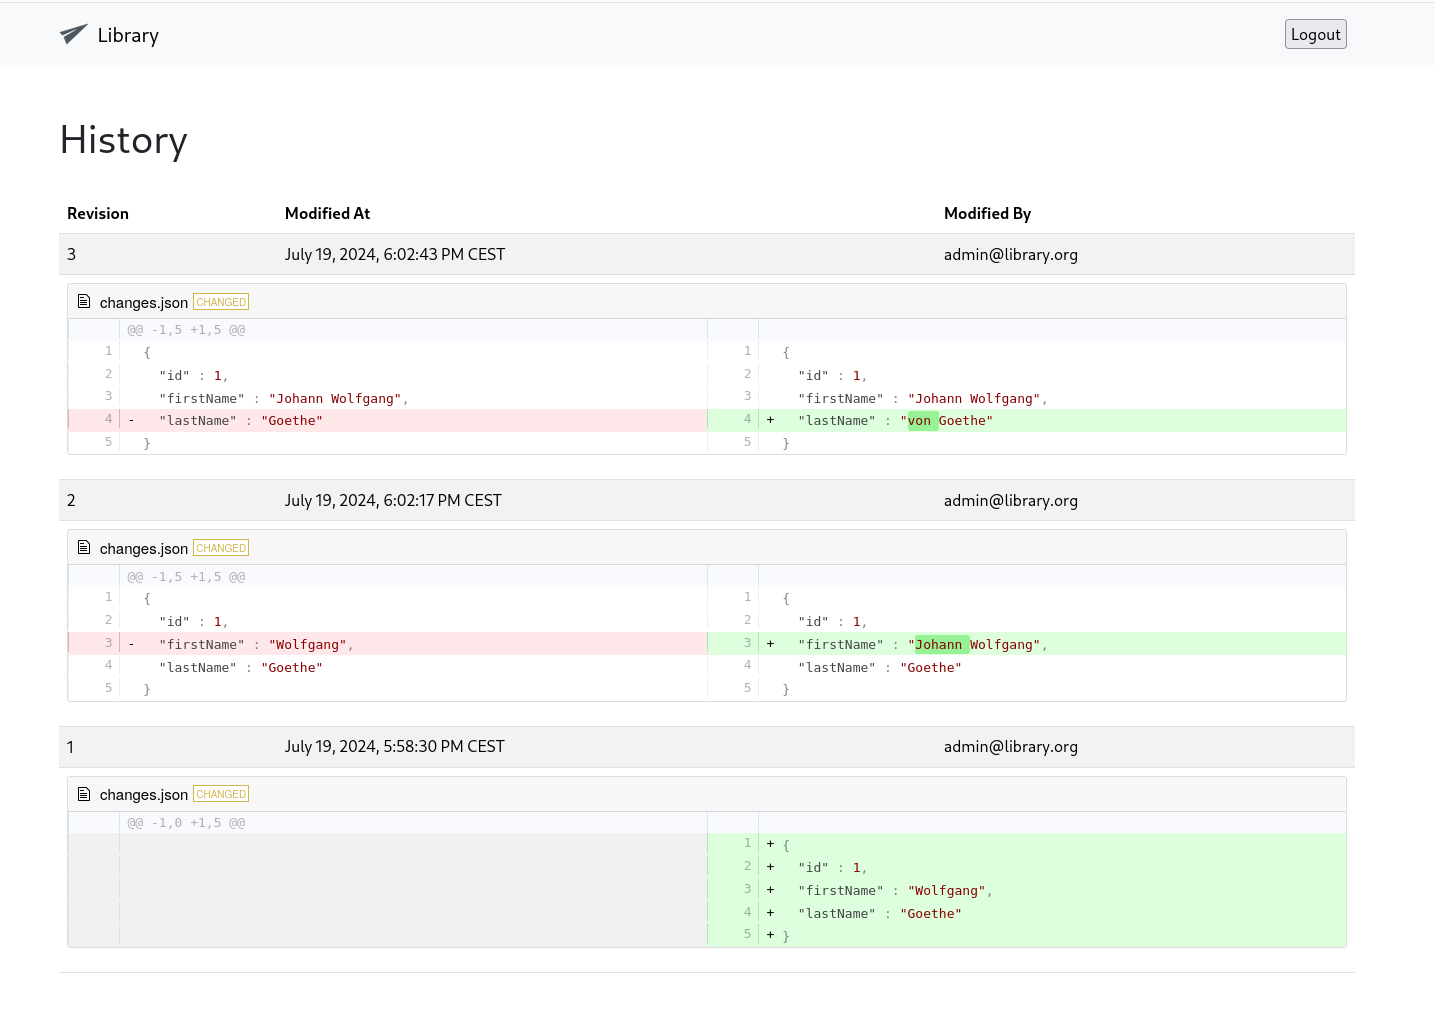 Library
Logout
History
Revision Modified At Modified By
3 July 19, 2024, 6:02:43 PM CEST admin@library.org
changes.json CHANGED
@@ -1,5 +1,5 @@
1 { 1 {
2 "id" : 1, 2 "id" : 1,
3 "firstName" : "Johann Wolfgang", 3 "firstName" : "Johann Wolfgang",
4 - "lastName" : "Goethe" 4 + "lastName" : "von Goethe"
5 } 5 }
2 July 19, 2024, 6:02:17 PM CEST admin@library.org
changes.json CHANGED
@@ -1,5 +1,5 @@
1 { 1 {
2 "id" : 1, 2 "id" : 1,
3 - "firstName" : "Wolfgang", 3 + "firstName" : "Johann Wolfgang",
4 "lastName" : "Goethe" 4 "lastName" : "Goethe"
5 } 5 }
1 July 19, 2024, 5:58:30 PM CEST admin@library.org
changes.json CHANGED
@@ -1,0 +1,5 @@
1 + {
2 + "id" : 1,
3 + "firstName" : "Wolfgang",
4 + "lastName" : "Goethe"
5 + }